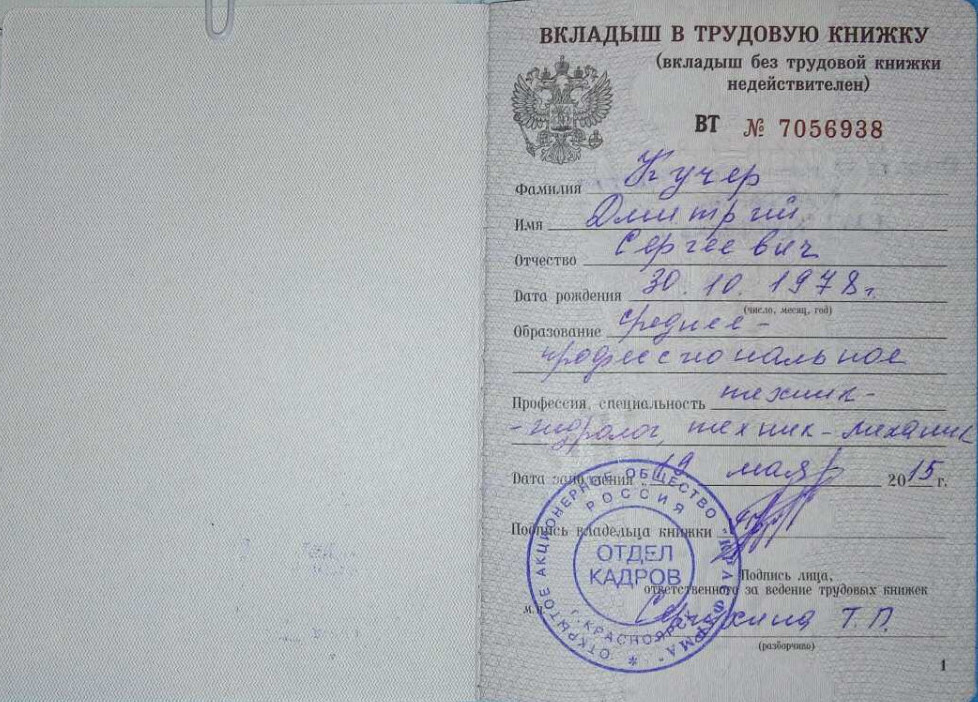 ВКЛАДЫШ В ТРУДОВУЮ КНИЖКУ
(вкладыш без трудовой книжки
недействителен)
ВТ № 7056938
Фамилия Кучер
Имя Дмитрий
Отчество Сергеевич
Дата рождения 30.10.1978г.
(число, месяц, год)
Образование среднее-
профессиональное
Профессия, специальность техник-
-гидролог, техник-механик
Дата заполнения "19 мая 2015 г.
Подпись владельца книжки
Подпись лица,
ответственного за ведение трудовых книжек
м.п. Т.П.
(разборчиво)
1
ОТКРЫТОЕ АКЦИОНЕРНОЕ ОБЩЕСТВО
РОССИЯ
ОТДЕЛ
КАДРОВ
г. КРАСНОЯРСК